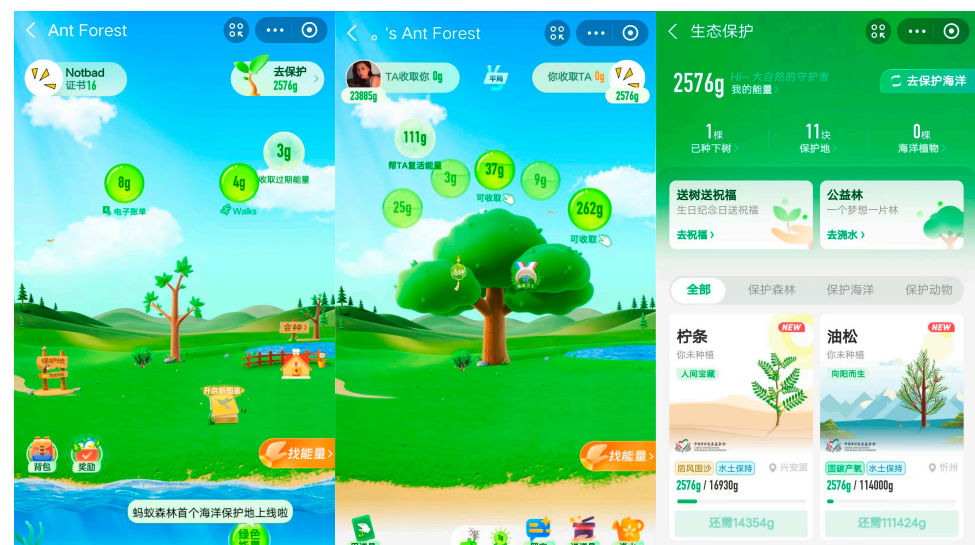 Ant Forest
Notbad
证书16
去保护
2576g
3g
收取过期能量
8g
电子账单
4g
Walks
合种
开启新图鉴
找能量
背包
奖励
蚂蚁森林首个海洋保护地上线啦
绿色
能量
。's Ant Forest
TA收取你 0g
平局
你收取TA 0g
23885g
2576g
111g
帮TA复活能量
3g
37g
可收取
9g
25g
262g
可收取
找能量
生态保护
2576g
Hi~ 大自然的守护者
我的能量
去保护海洋
1棵
已种下树
11块
保护地
0棵
海洋植物
送树送祝福
生日纪念日送祝福
去祝福
公益林
一个梦想一片林
去浇水
全部
保护森林
保护海洋
保护动物
NEW
柠条
你未种植
人间宝藏
防风固沙
水土保持
兴安盟
2576g / 16930g
还需14354g
NEW
油松
你未种植
向阳而生
固碳产氧
水土保持
忻州
2576g / 114000g
还需111424g